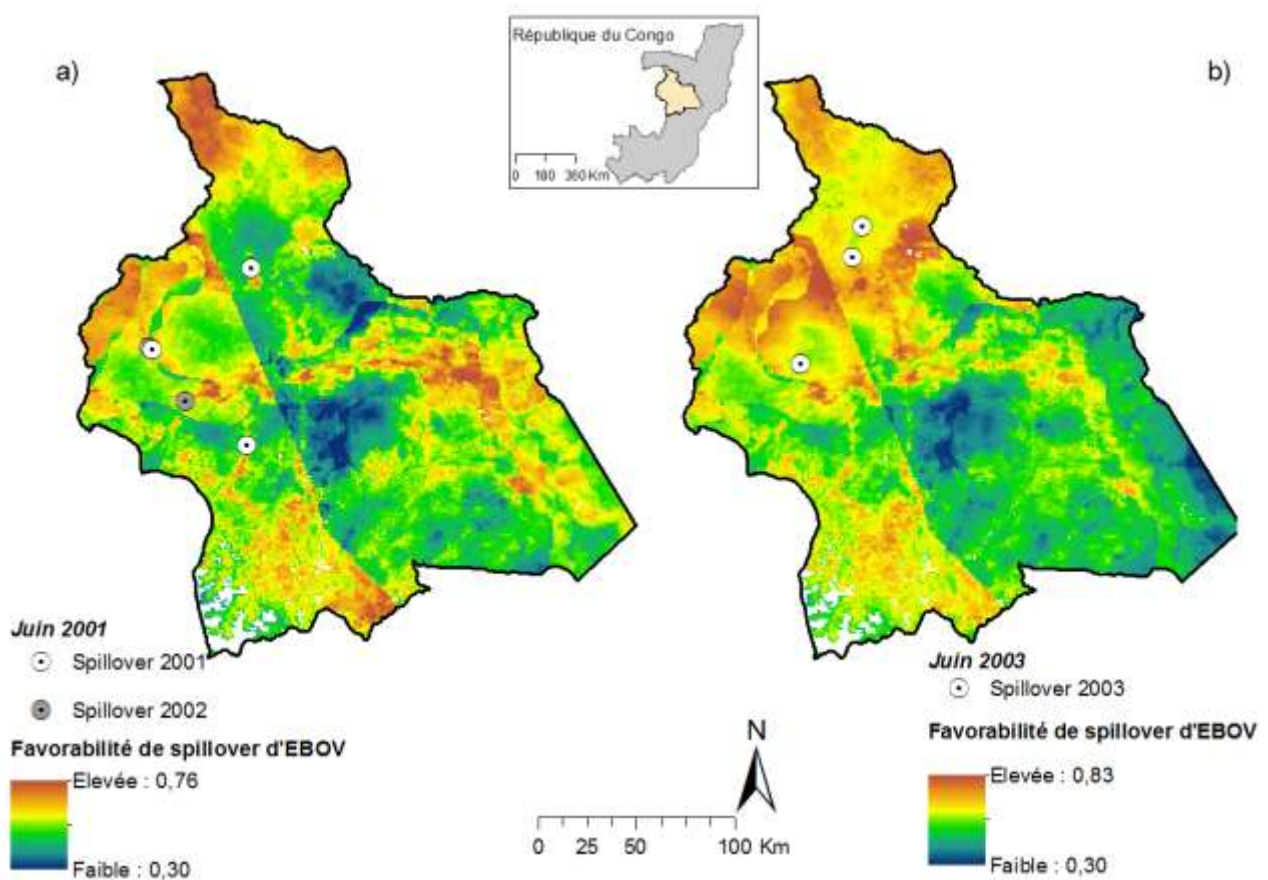 République du Congo
0 180 360 Km
a)
b)
Juin 2001
Spillover 2001
Spillover 2002
Favorabilité de spillover d'EBOV
Elevée : 0,76
Faible : 0,30
N
0 25 50 100 Km
Juin 2003
Spillover 2003
Favorabilité de spillover d'EBOV
Elevée : 0,83
Faible : 0,30